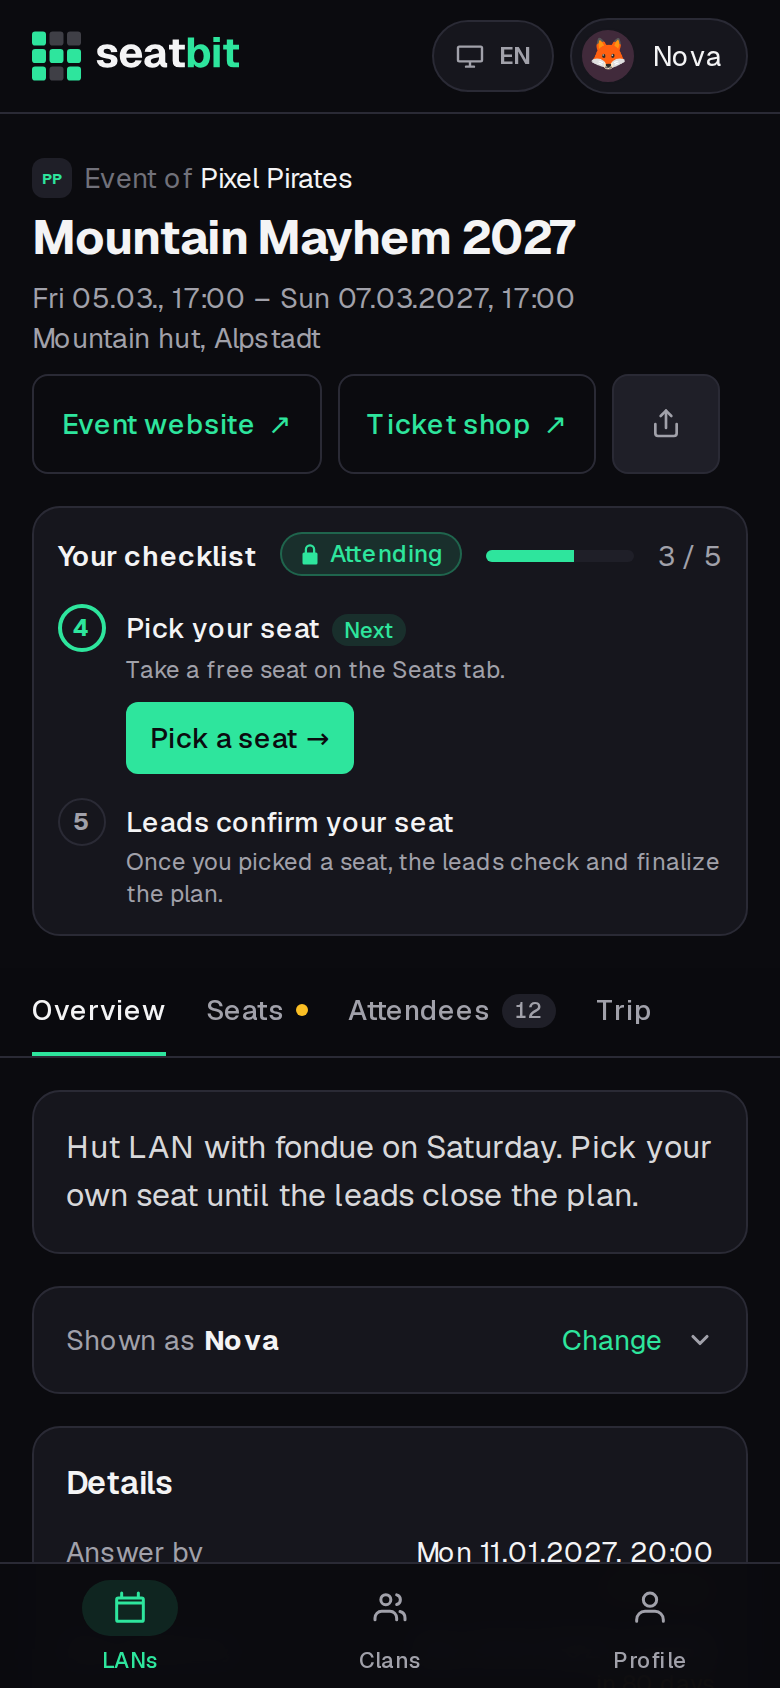 seatbit
EN
Nova
PP Event of Pixel Pirates
Mountain Mayhem 2027
Fri 05.03., 17:00 – Sun 07.03.2027, 17:00
Mountain hut, Alpstadt
Event website ↗
Ticket shop ↗
Your checklist Attending 3 / 5
4 Pick your seat Next
Take a free seat on the Seats tab.
Pick a seat →
5 Leads confirm your seat
Once you picked a seat, the leads check and finalize
the plan.
Overview Seats Attendees 12 Trip
Hut LAN with fondue on Saturday. Pick your
own seat until the leads close the plan.
Shown as Nova Change
Details
Answer by Mon 11.01.2027, 20:00
LANs Clans Profile